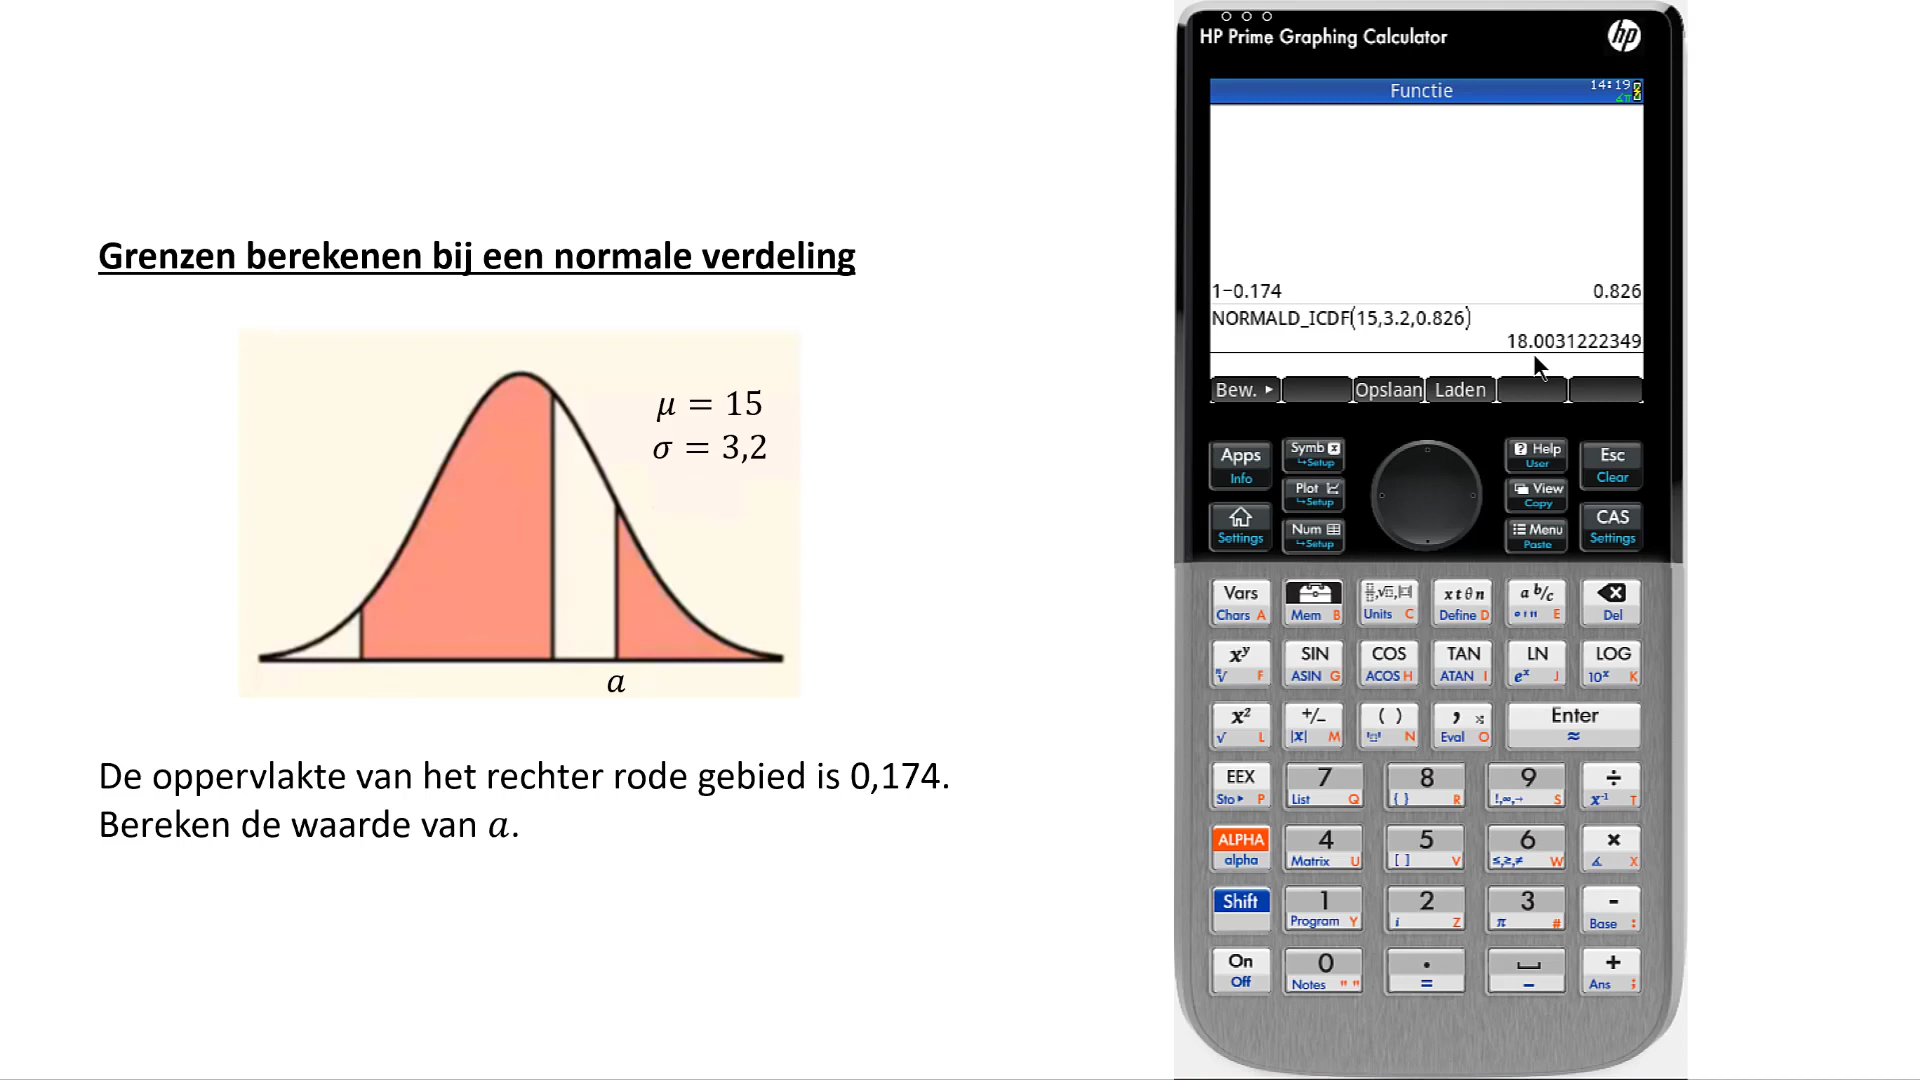 HP Prime Graphing Calculator
hp
Functie
14:19
Grenzen berekenen bij een normale verdeling
1−0.174 0.826
NORMALD_ICDF(15,3.2,0.826)
18.0031222349
Bew. Opslaan Laden
μ = 15
σ = 3,2
a
De oppervlakte van het rechter rode gebied is 0,174.
Bereken de waarde van a.
Apps Info
Symb Setup
Plot Setup
Num Setup
Settings
Help User
View Copy
Menu Paste
Esc Clear
CAS Settings
Vars Mem B
Chars A
Units C
x t θ n
Define D
a b/c
E
Del
x^y F
SIN COS TAN LN LOG
ASIN G ACOS H ATAN I e^x J 10^x K
x² +/− ( ) , Enter
√ L |x| M N Eval O ≈
EEX 7 8 9 ÷
Sto ▸ P List Q { } R !,∞,→ S x⁻¹ T
ALPHA 4 5 6 ×
alpha Matrix U [ ] V ≤,≥,≠ W ∡ X
Shift 1 2 3 -
Program Y i Z π # Base :
On 0 . +
Off Notes " " = _ Ans ;